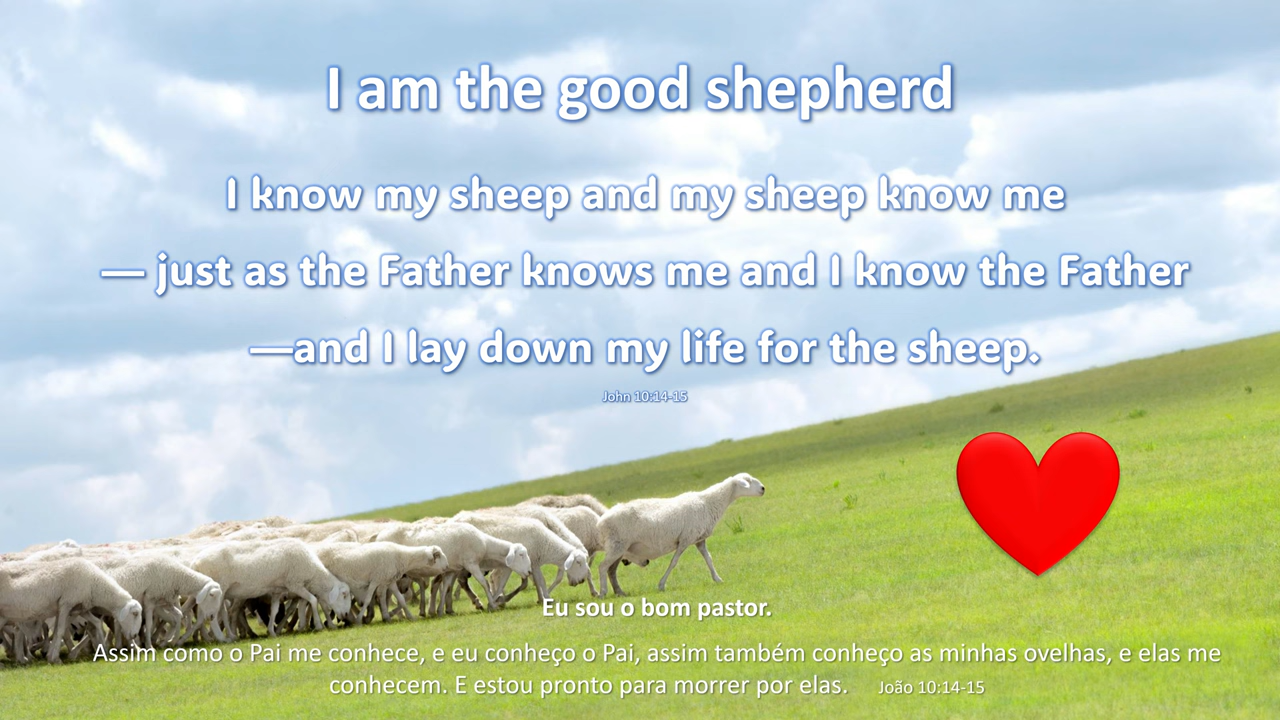 I am the good shepherd
I know my sheep and my sheep know me
— just as the Father knows me and I know the Father
—and I lay down my life for the sheep.
John 10:14-15
Eu sou o bom pastor.
Assim como o Pai me conhece, e eu conheço o Pai, assim também conheço as minhas ovelhas, e elas me
conhecem. E estou pronto para morrer por elas. João 10:14-15